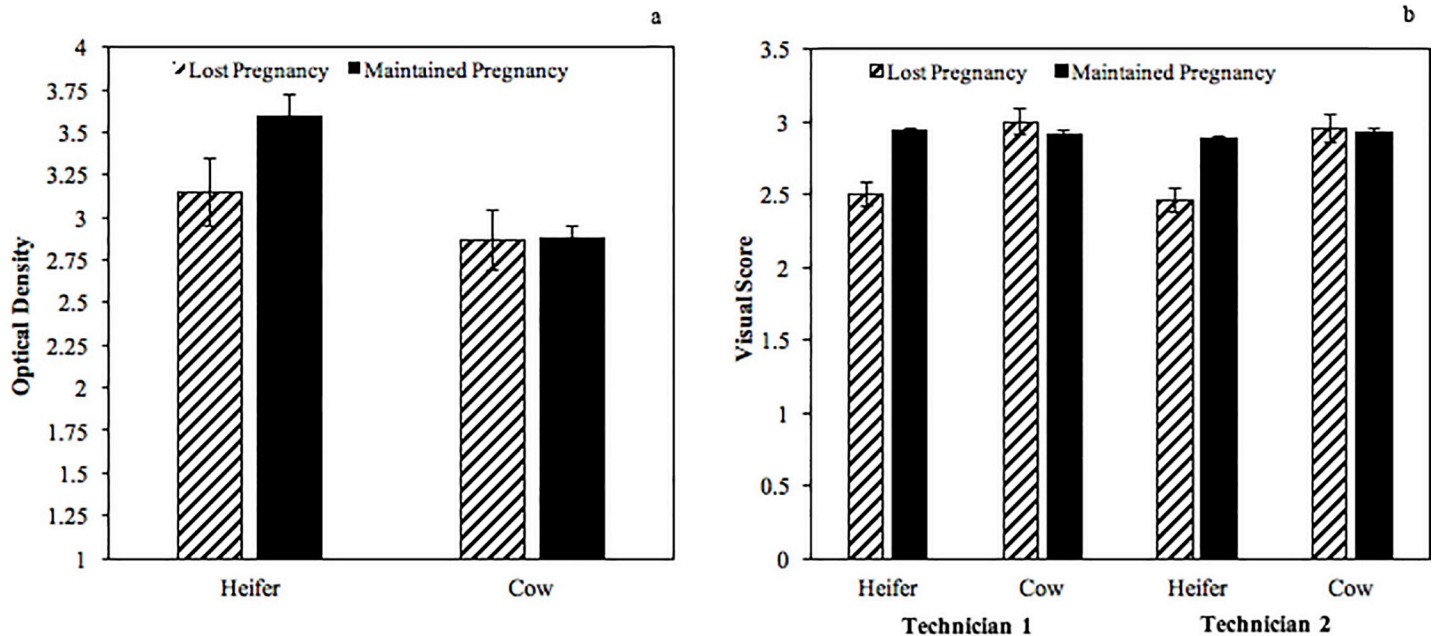 a
Lost Pregnancy Maintained Pregnancy
4
3.75
3.5
3.25
3
2.75
2.5
2.25
2
1.75
1.5
1.25
1
Optical Density
Heifer Cow
b
Lost Pregnancy Maintained Pregnancy
3.5
3
2.5
2
1.5
1
0.5
0
Visual Score
Heifer Cow Heifer Cow
Technician 1 Technician 2